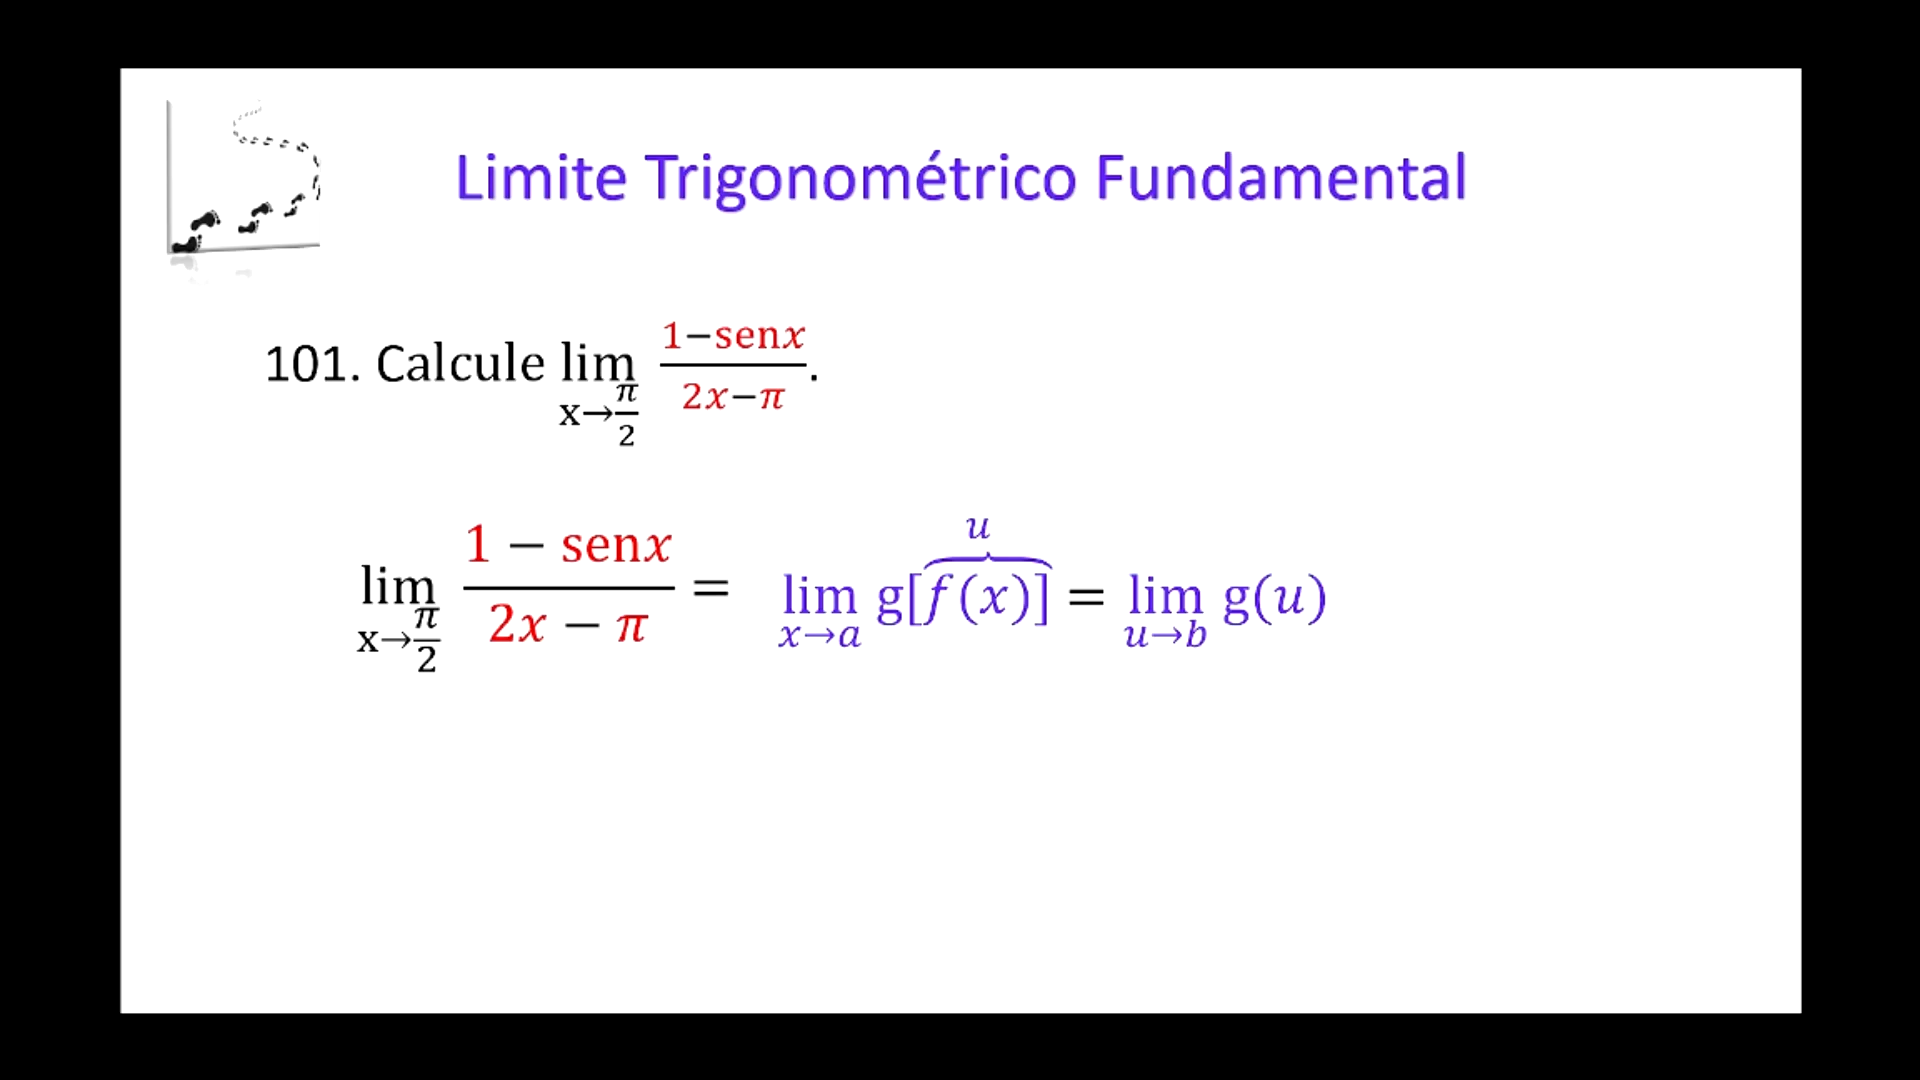 Limite Trigonométrico Fundamental
101. Calcule lim x→π/2 1−senx/2x−π.
lim x→π/2 1 − senx/2x − π = lim x→a g[f(x)] = lim u→b g(u)
u